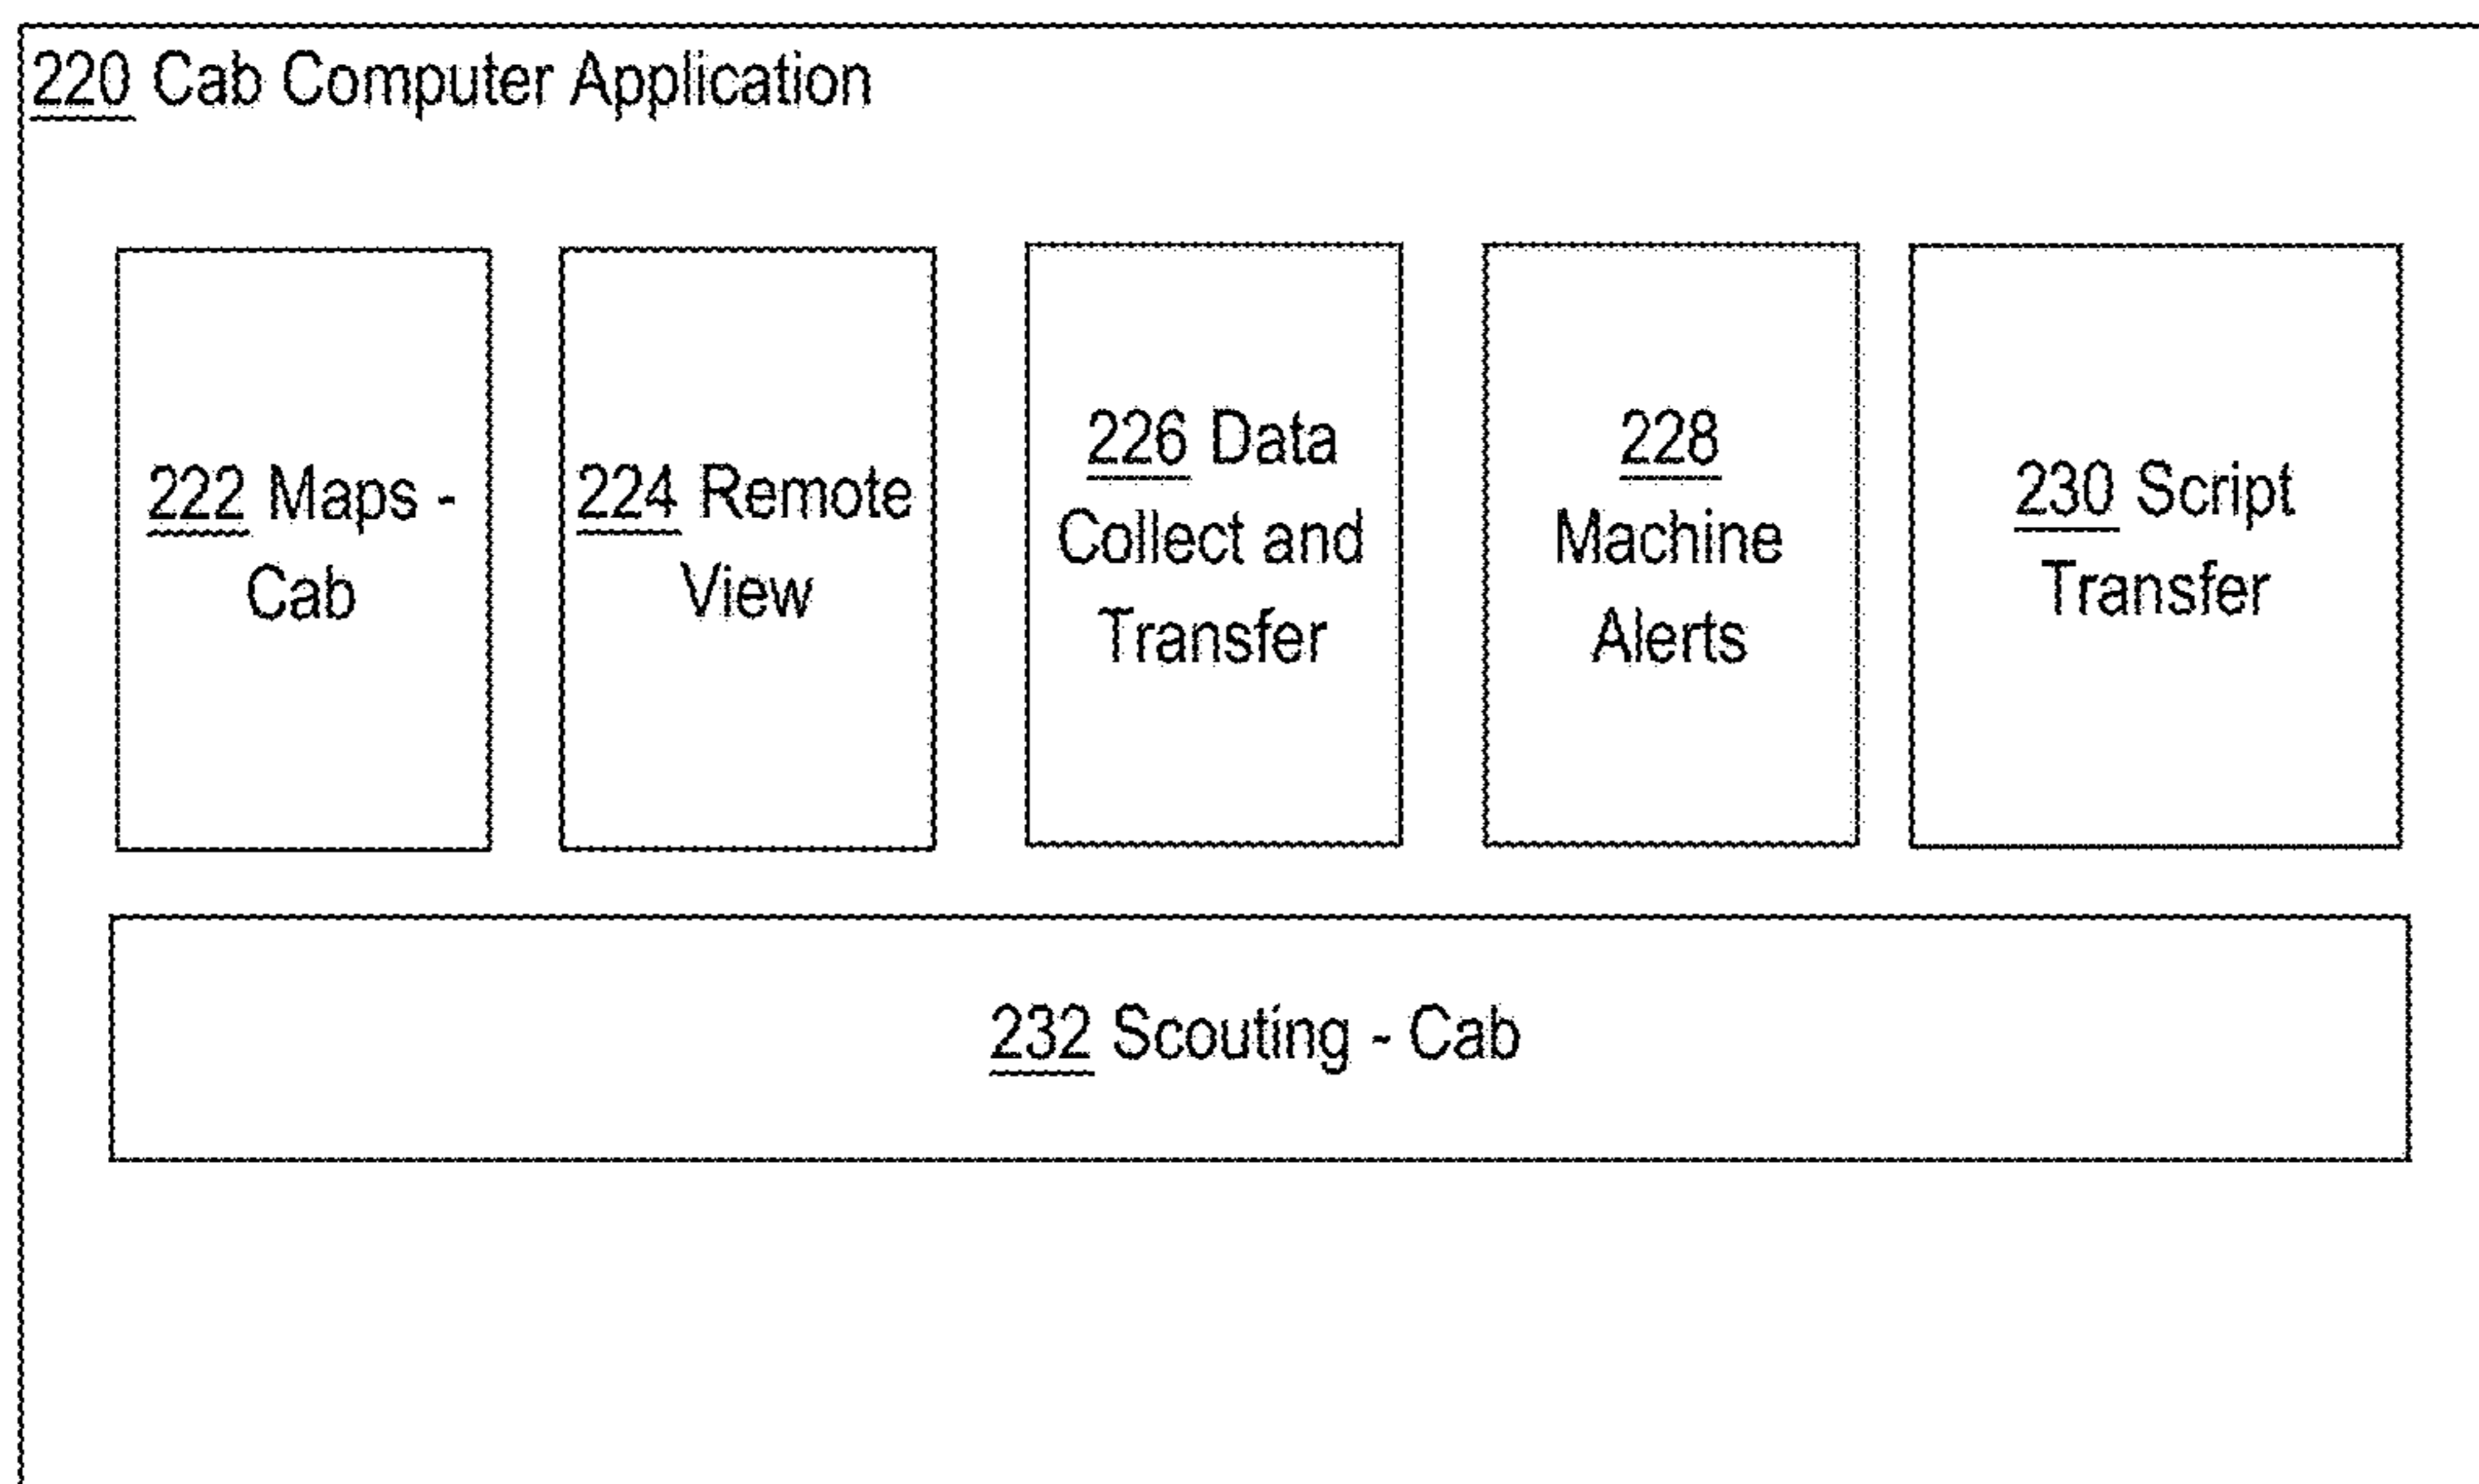 220 Cab Computer Application
222 Maps -
Cab
224 Remote
View
226 Data
Collect and
Transfer
228
Machine
Alerts
230 Script
Transfer
232 Scouting - Cab